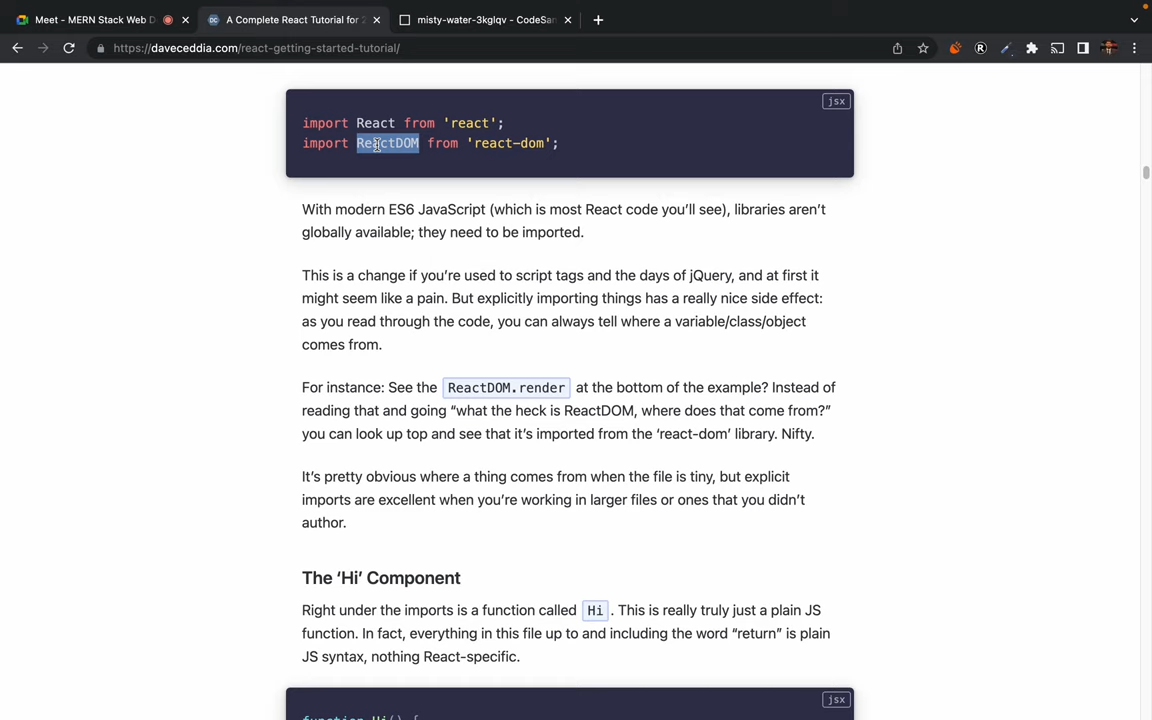 Meet - MERN Stack Web D
A Complete React Tutorial for 2
misty-water-3kglqv - CodeSan
https://daveceddia.com/react-getting-started-tutorial/
jsx
import React from 'react';
import ReactDOM from 'react-dom';
With modern ES6 JavaScript (which is most React code you’ll see), libraries aren’t
globally available; they need to be imported.
This is a change if you’re used to script tags and the days of jQuery, and at first it
might seem like a pain. But explicitly importing things has a really nice side effect:
as you read through the code, you can always tell where a variable/class/object
comes from.
For instance: See the ReactDOM.render at the bottom of the example? Instead of
reading that and going “what the heck is ReactDOM, where does that come from?”
you can look up top and see that it’s imported from the ‘react-dom’ library. Nifty.
It’s pretty obvious where a thing comes from when the file is tiny, but explicit
imports are excellent when you’re working in larger files or ones that you didn’t
author.
The ‘Hi’ Component
Right under the imports is a function called Hi. This is really truly just a plain JS
function. In fact, everything in this file up to and including the word “return” is plain
JS syntax, nothing React-specific.
jsx
function Hi() {